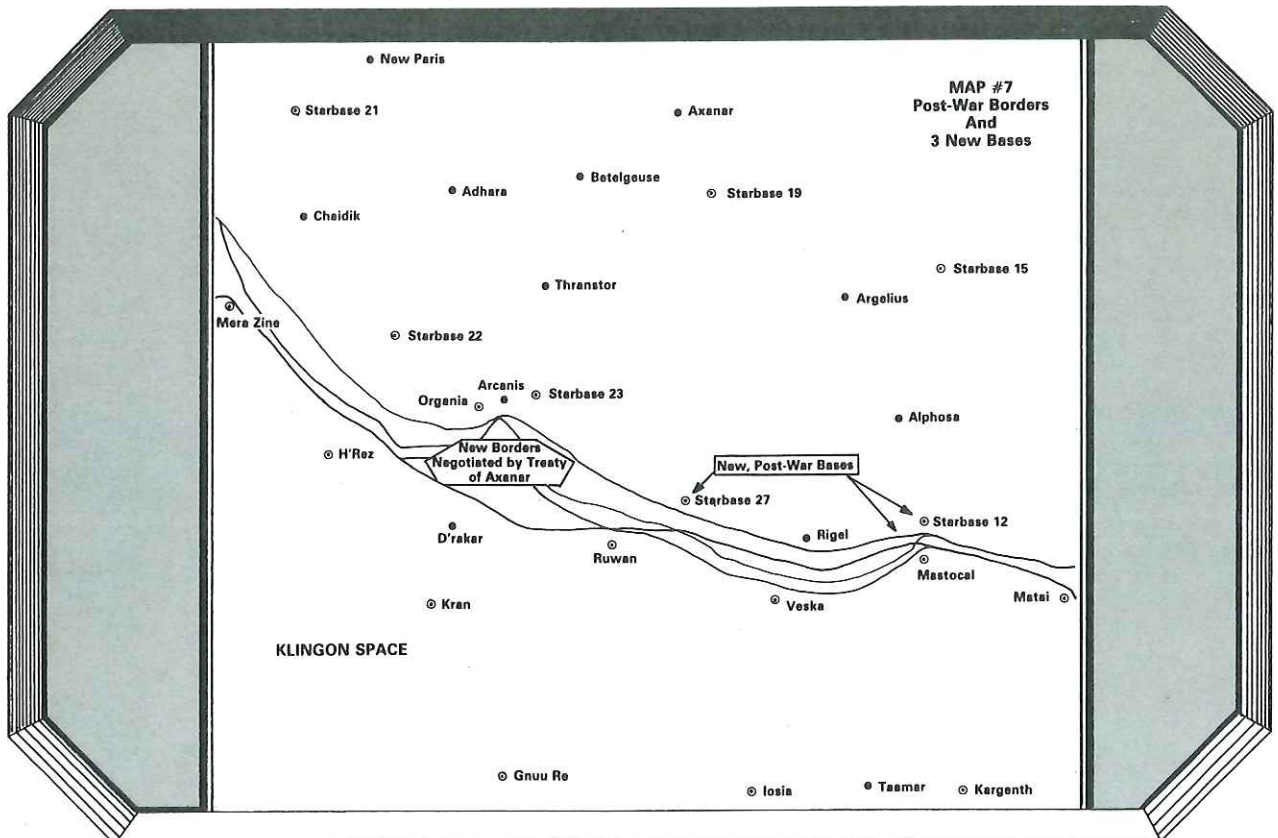 New Paris
MAP #7
Post-War Borders
And
3 New Bases
Starbase 21
Axanar
Betelgeuse
Adhara
Starbase 19
Chaidik
Starbase 15
Thranstor
Argelius
Mera Zine
Starbase 22
Arcanis
Starbase 23
Organia
Alphosa
H'Rez
New Borders
Negotiated by Treaty
of Axanar
New, Post-War Bases
Starbase 27
Starbase 12
D'rakar
Rigel
Ruwan
Mastocal
Kran
Veska
Matai
KLINGON SPACE
Gnuu Re
Iosia
Taamar
Kargenth